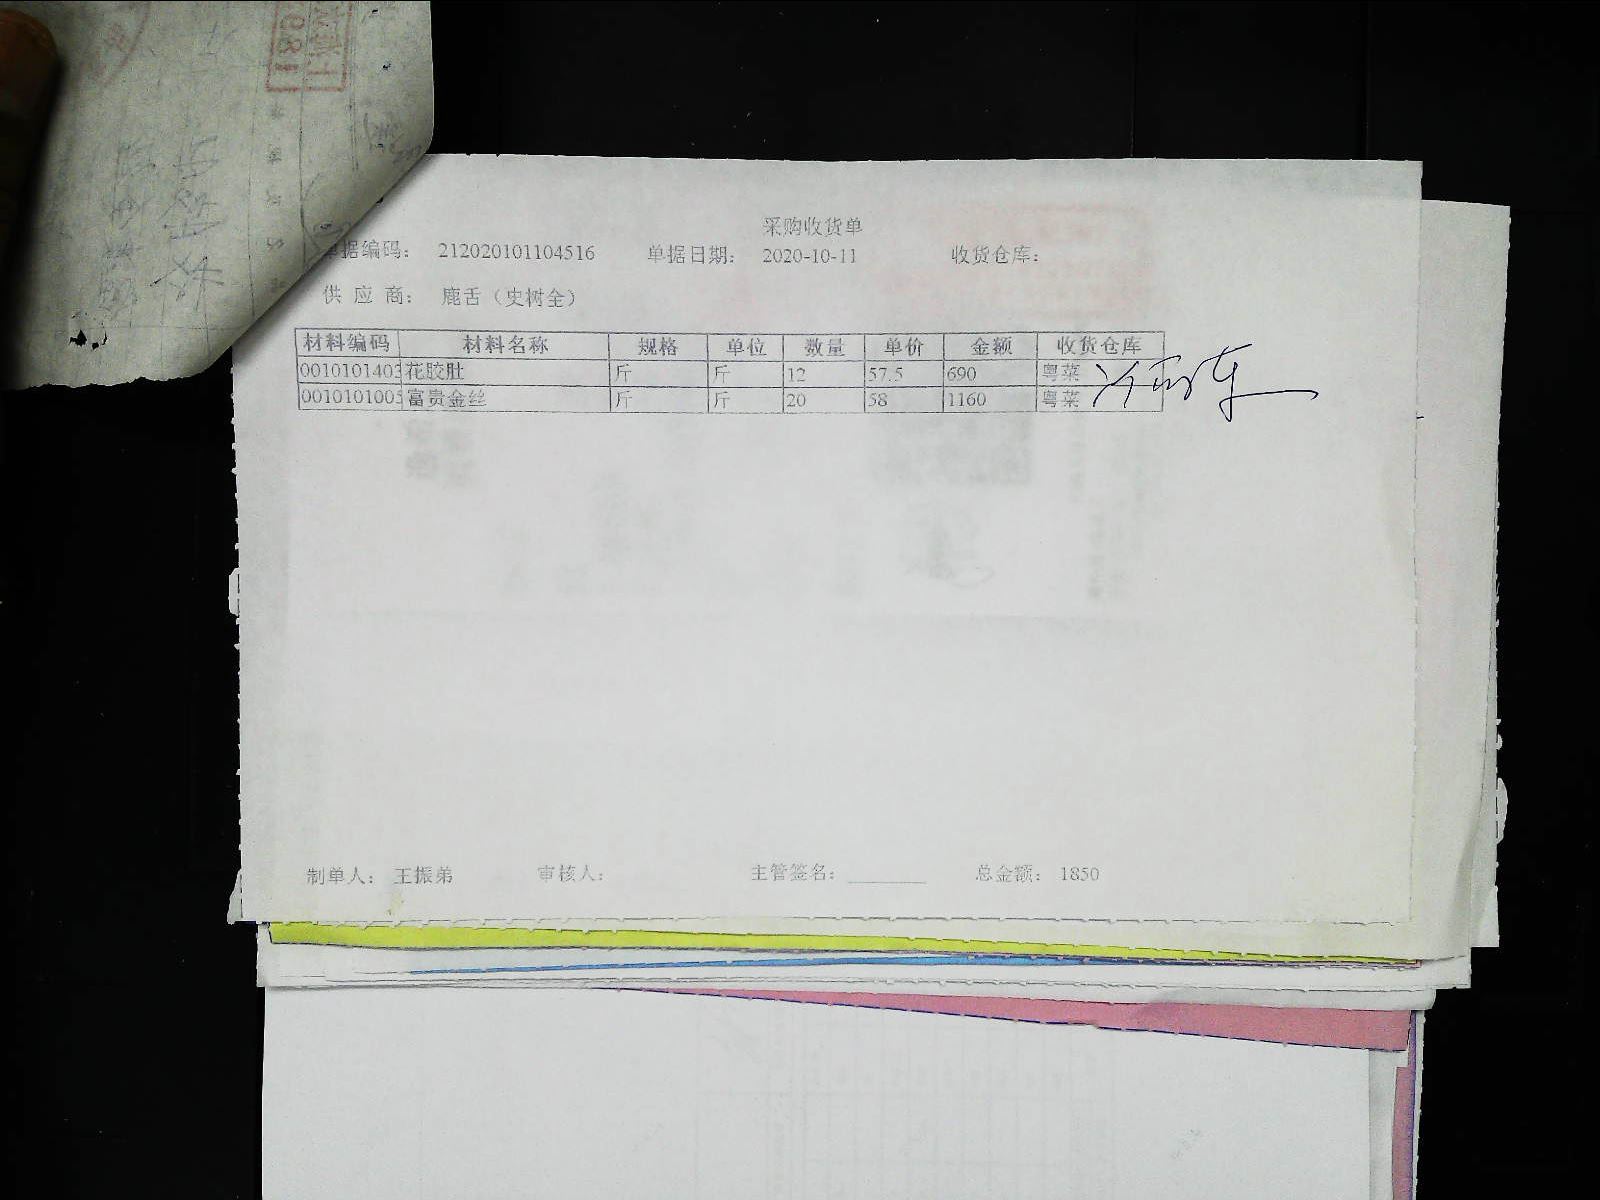 采购收货单
单据编码： 212020101104516 单据日期： 2020-10-11 收货仓库：
供 应 商： 鹿舌（史树全）
材料编码 材料名称 规格 单位 数量 单价 金额 收货仓库
0010101403 花胶肚 斤 斤 12 57.5 690 粤菜
0010101005 富贵金丝 斤 斤 20 58 1160 粤菜
制单人： 王振弟 审核人： 主管签名：________ 总金额： 1850